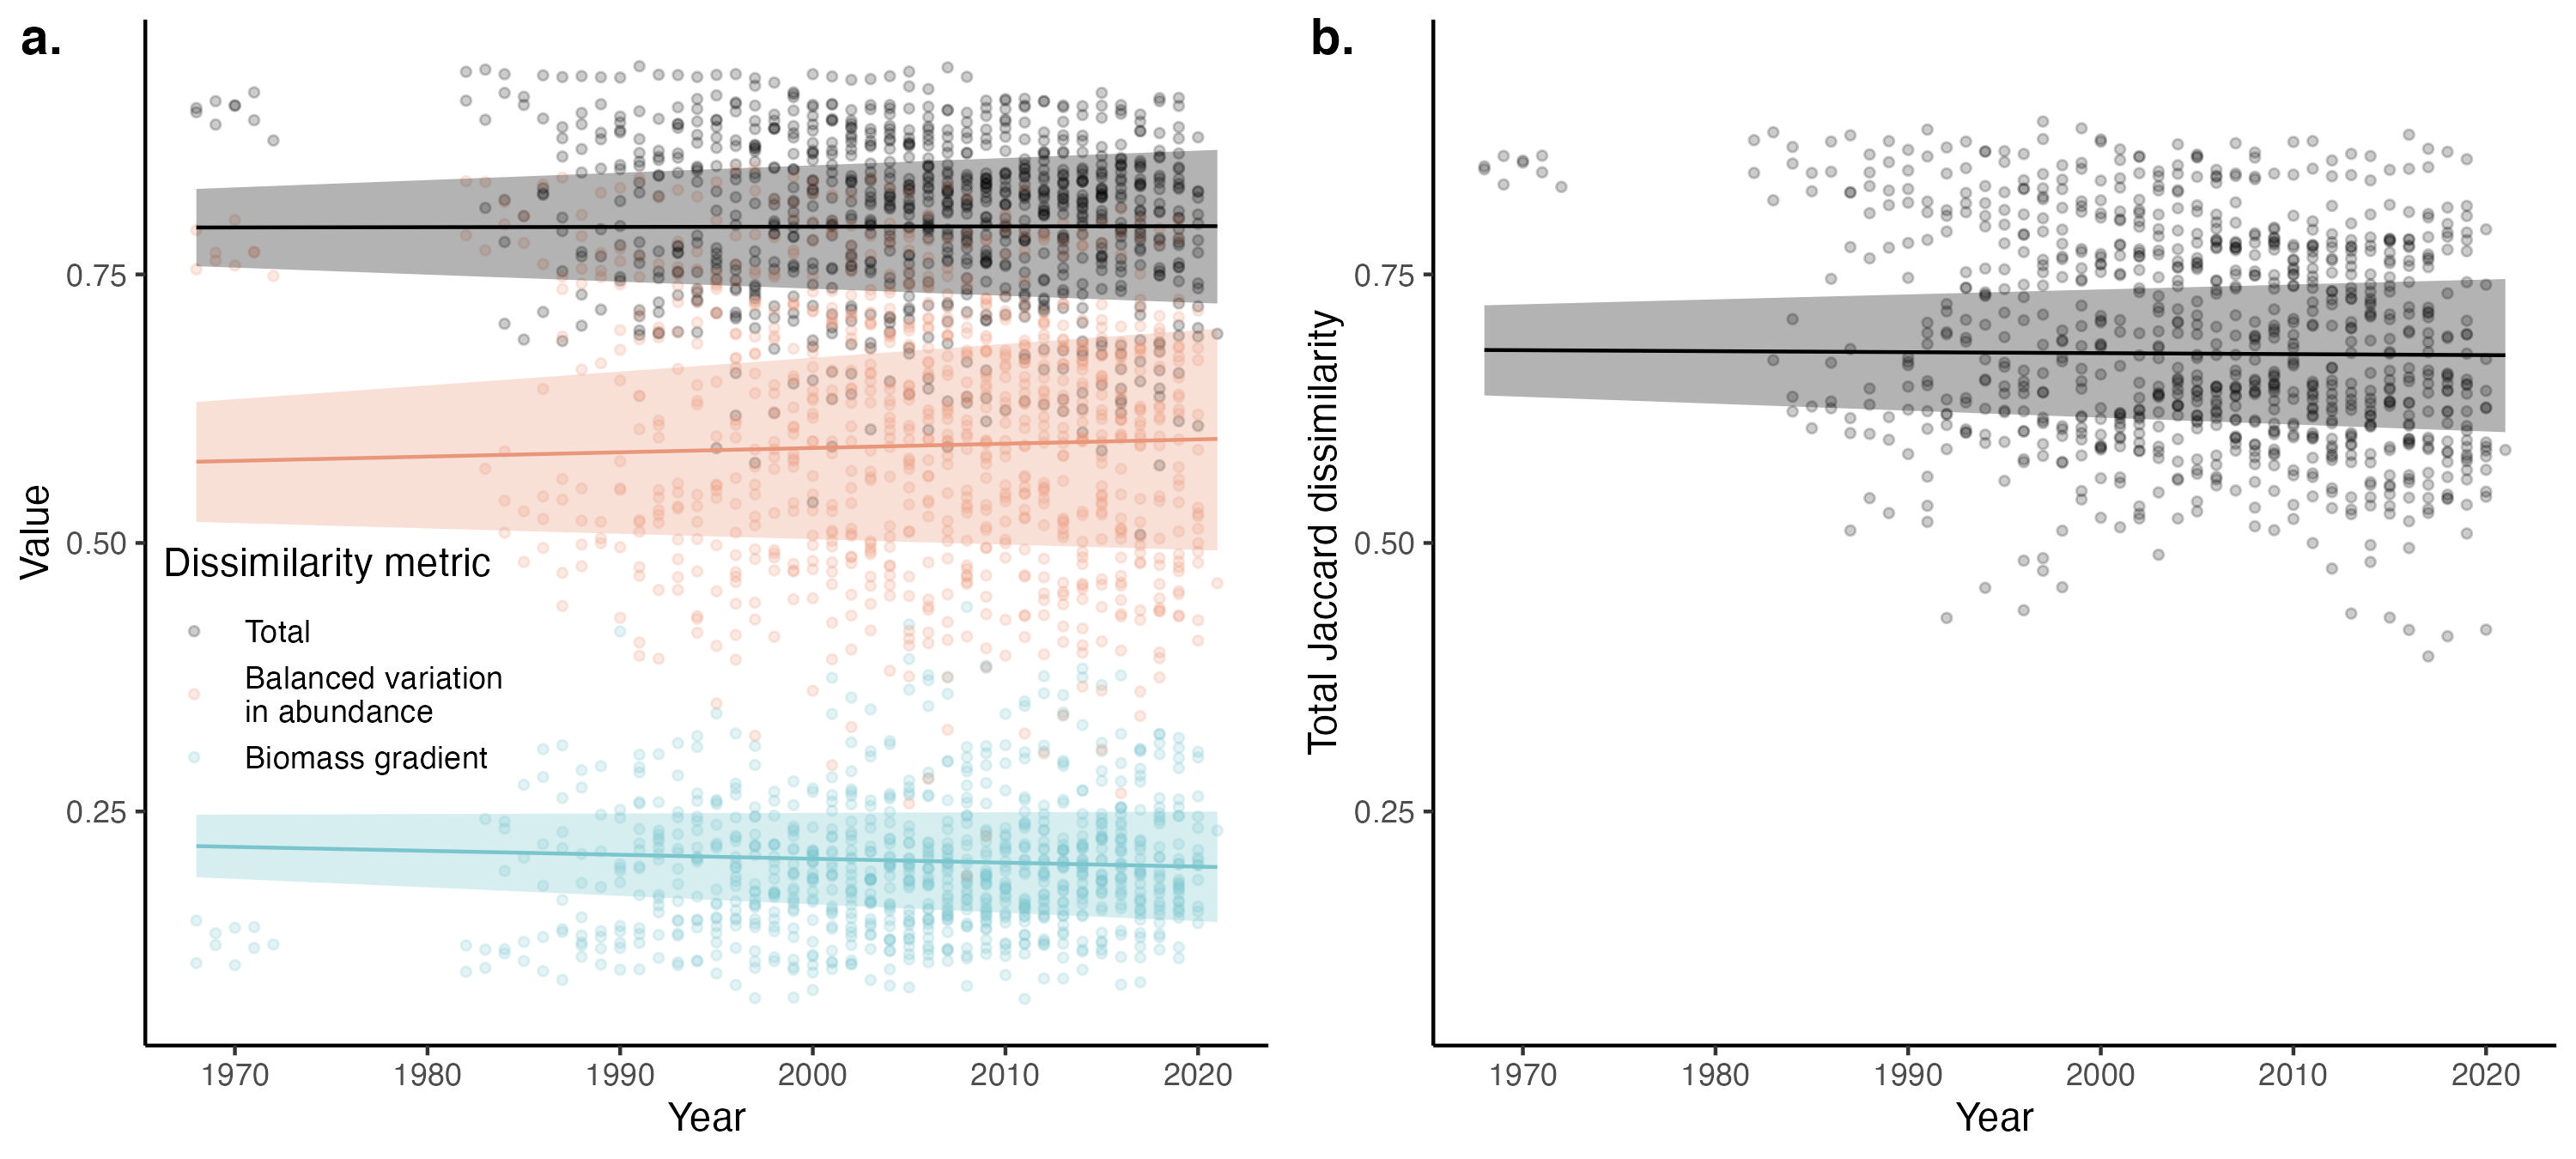 a.
Value
0.75
0.50
0.25
Dissimilarity metric
Total
Balanced variation
in abundance
Biomass gradient
1970 1980 1990 2000 2010 2020
Year
b.
Total Jaccard dissimilarity
0.75
0.50
0.25
1970 1980 1990 2000 2010 2020
Year